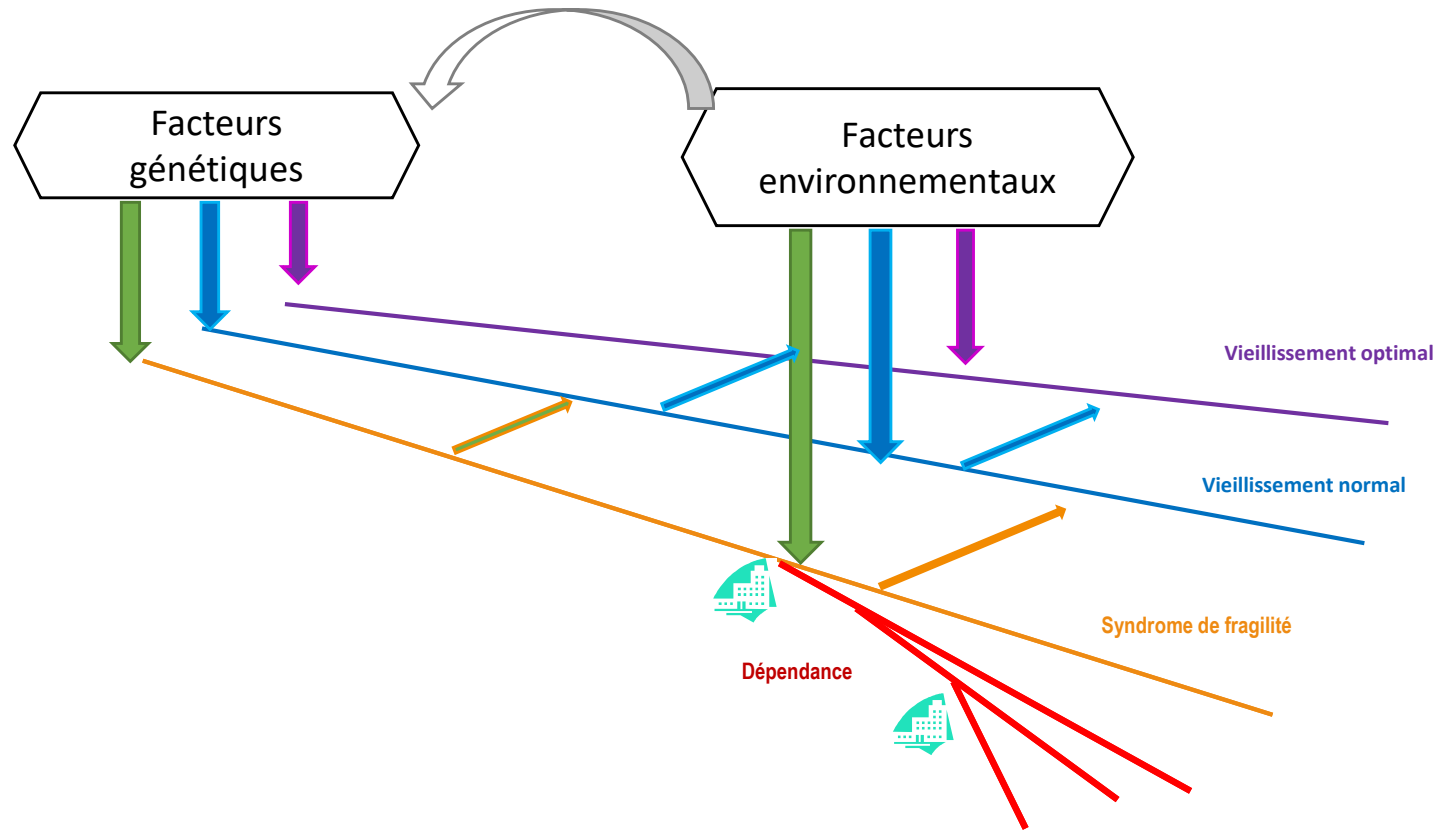 Facteurs
génétiques
Facteurs
environnementaux
Vieillissement optimal
Vieillissement normal
Syndrome de fragilité
Dépendance